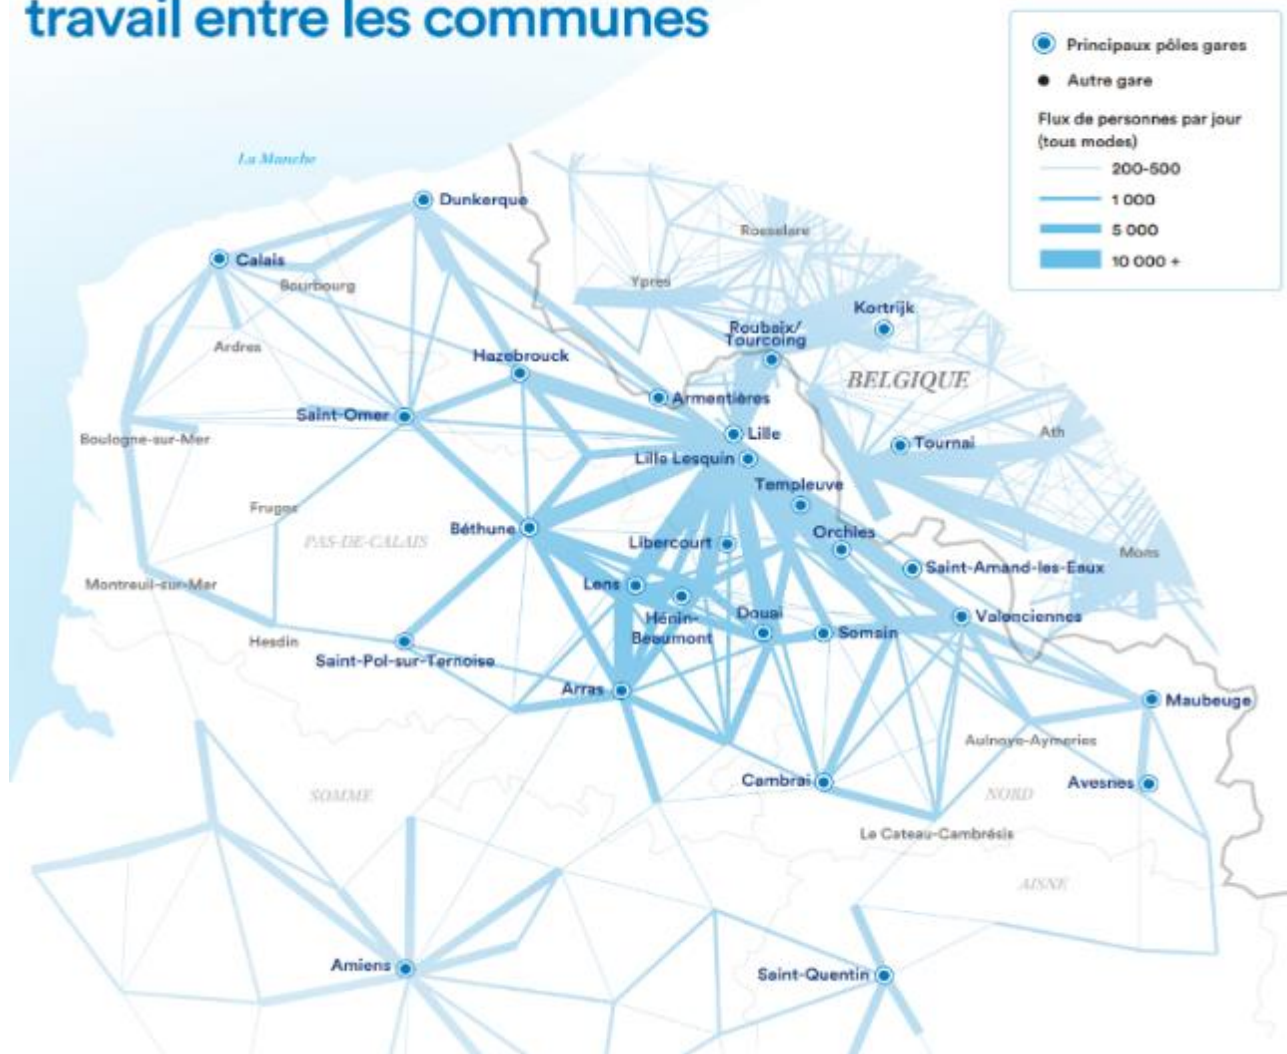 travail entre les communes
Principaux pôles gares
Autre gare
Flux de personnes par jour
(tous modes)
200-500
1 000
5 000
10 000 +
La Manche
Dunkerque
Roeselare
Calais
Ypres
Bourbourg
Kortrijk
Roubaix/
Tourcoing
Ardres
Hazebrouck
BELGIQUE
Armentières
Saint-Omer
Lille
Ath
Boulogne-sur-Mer
Tournai
Lille Lesquin
Templeuve
Fruges
Béthune
Orchies
PAS-DE-CALAIS
Libercourt
Mons
Saint-Amand-les-Eaux
Montreuil-sur-Mer
Lens
Hénin-
Beaumont
Douai
Valenciennes
Somain
Hesdin
Saint-Pol-sur-Ternoise
Arras
Maubeuge
Aulnoye-Aymeries
Cambrai
Avesnes
SOMME
NORD
Le Cateau-Cambrésis
AISNE
Amiens
Saint-Quentin